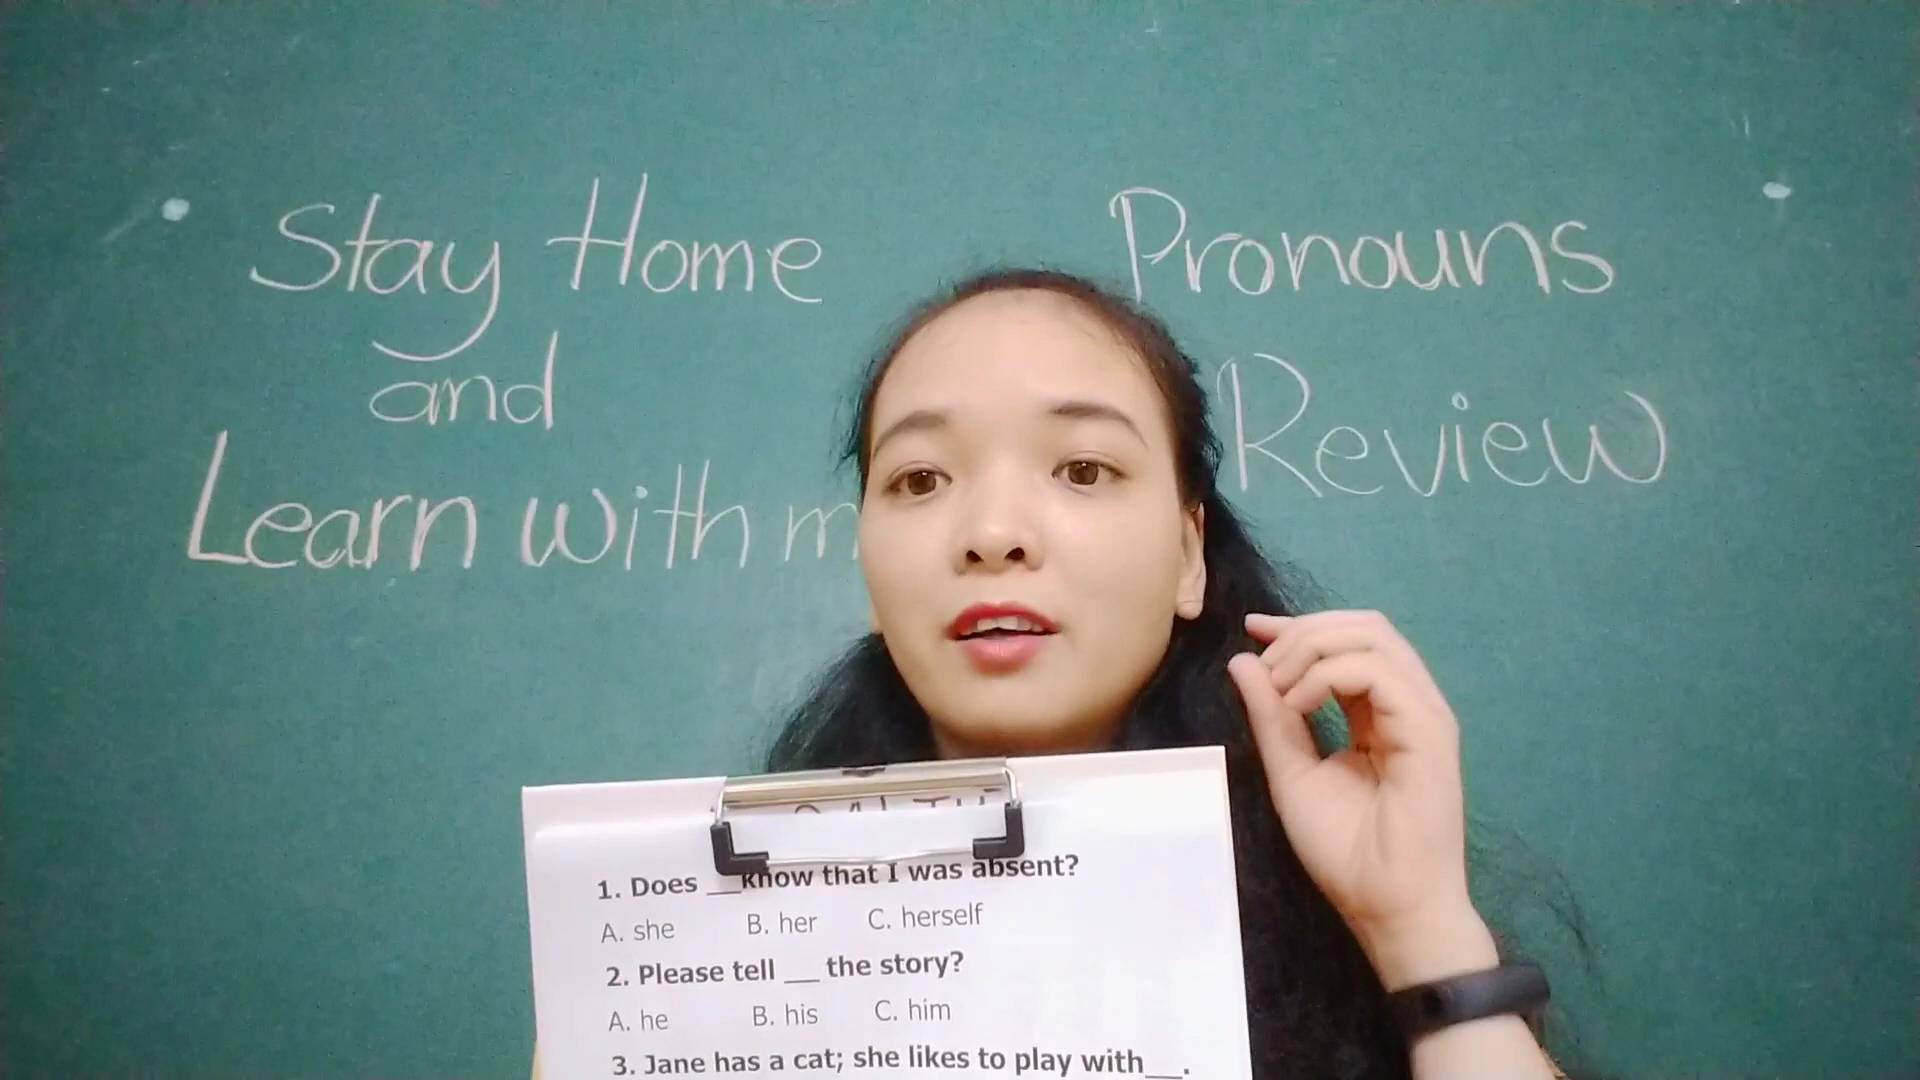 Stay Home
and
Learn with m
Pronouns
Review
1. Does __know that I was absent?
A. she B. her C. herself
2. Please tell __ the story?
A. he B. his C. him
3. Jane has a cat; she likes to play with__.